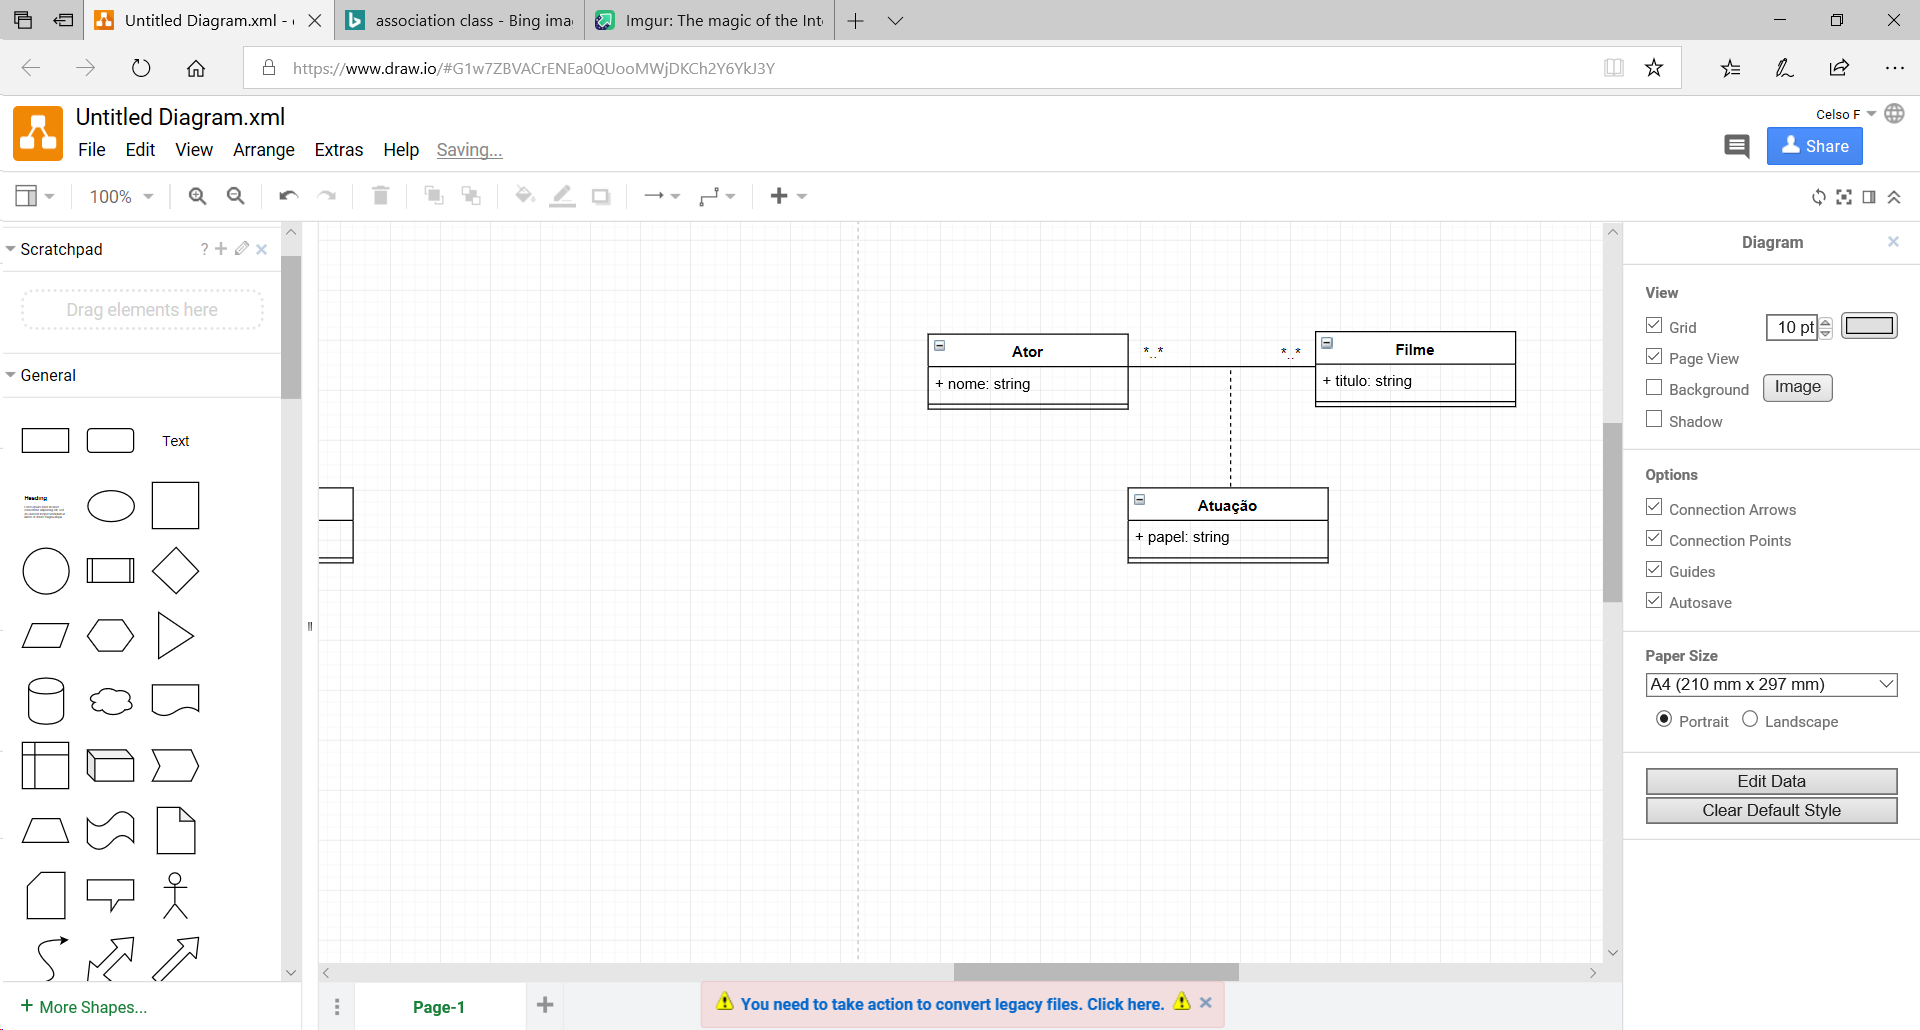 Untitled Diagram.xml - 
association class - Bing ima
Imgur: The magic of the Int
https://www.draw.io/#G1w7ZBVACrENEa0QUooMWjDKCh2Y6YkJ3Y
Untitled Diagram.xml
Celso F
File Edit View Arrange Extras Help Saving...
Share
100%
Scratchpad
?
Drag elements here
General
Text
Heading
More Shapes...
Ator
+ nome: string
*..*
*..*
Filme
+ titulo: string
Atuação
+ papel: string
Page-1
You need to take action to convert legacy files. Click here.
Diagram
View
Grid
10 pt
Page View
Background
Image
Shadow
Options
Connection Arrows
Connection Points
Guides
Autosave
Paper Size
A4 (210 mm x 297 mm)
Portrait Landscape
Edit Data
Clear Default Style